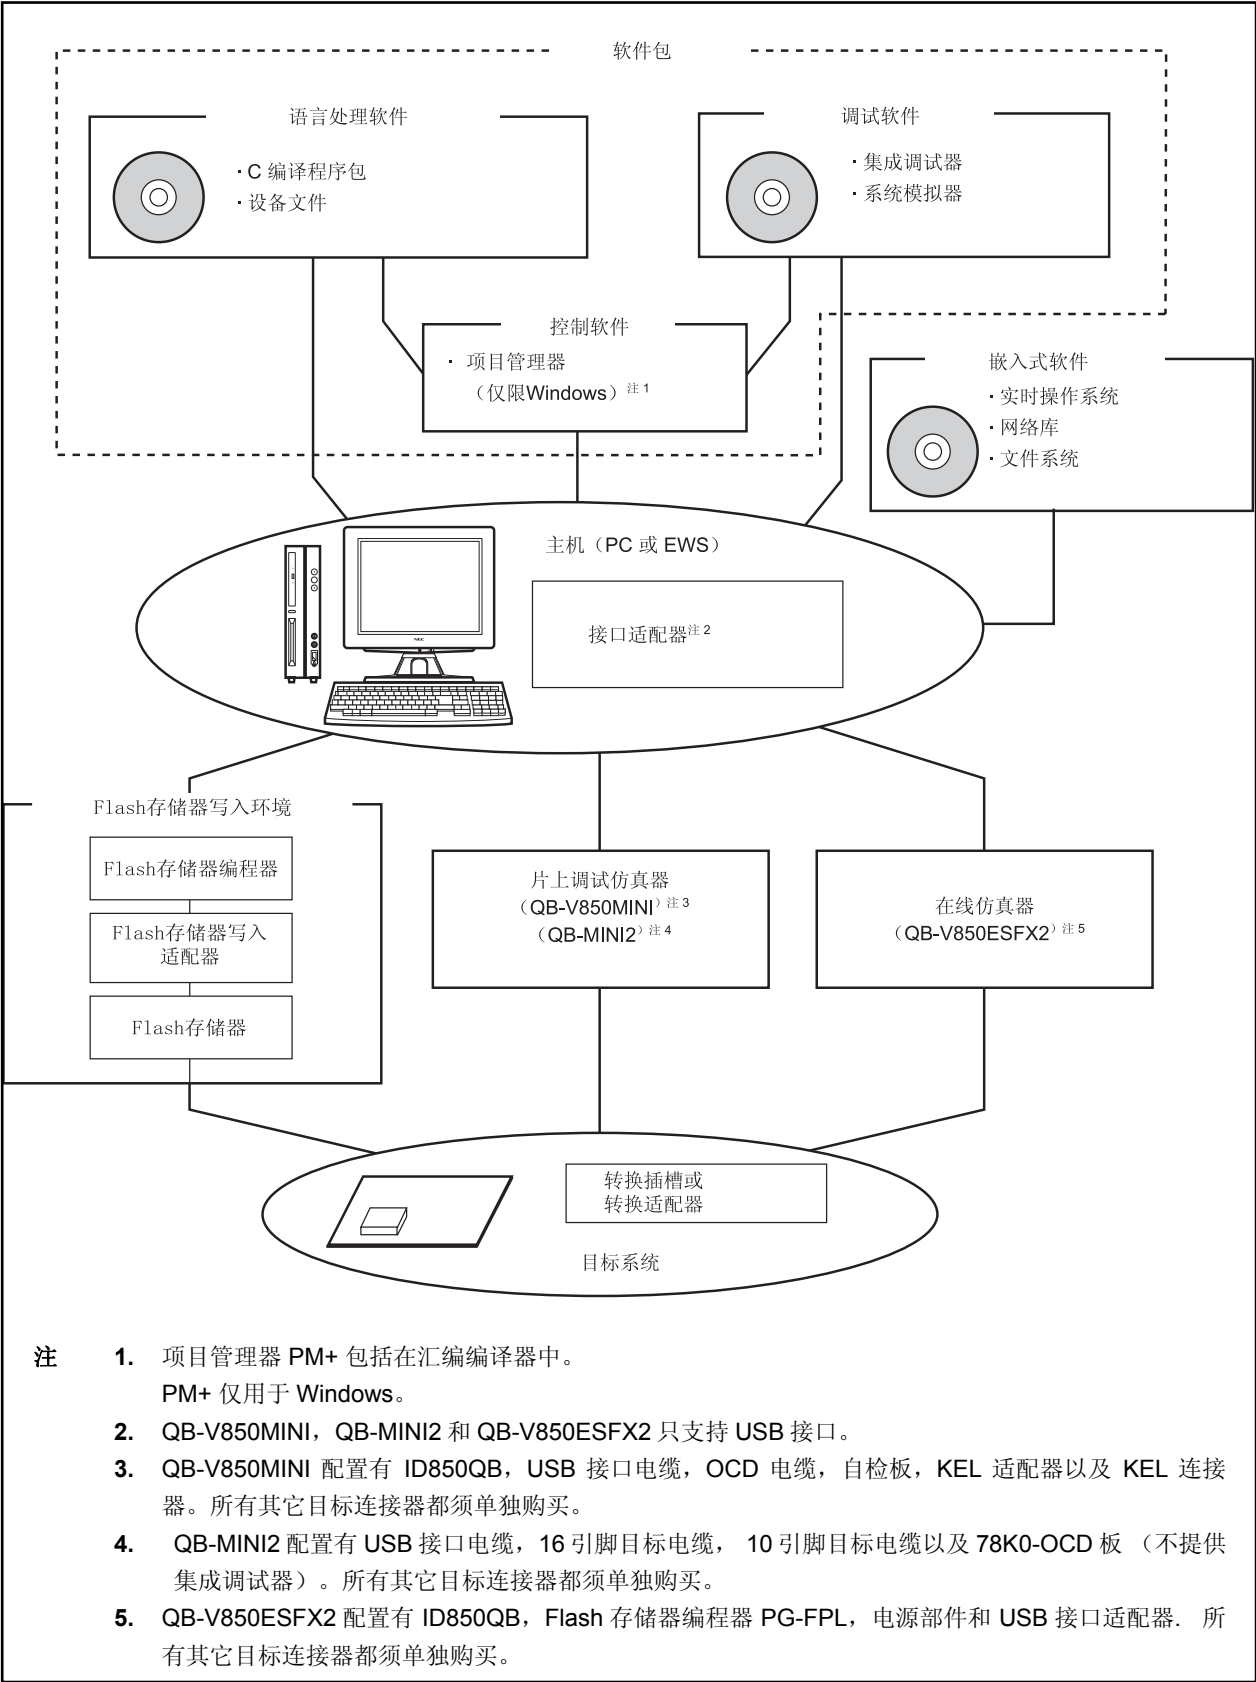 软件包
语言处理软件
· C 编译程序包
· 设备文件
调试软件
· 集成调试器
· 系统模拟器
控制软件
· 项目管理器
（仅限Windows）注 1
嵌入式软件
· 实时操作系统
· 网络库
· 文件系统
主机（PC 或 EWS）
NEC
接口适配器注 2
Flash存储器写入环境
Flash存储器编程器
Flash存储器写入
适配器
Flash存储器
片上调试仿真器
（QB-V850MINI）注 3
（QB-MINI2）注 4
在线仿真器
（QB-V850ESFX2）注 5
转换插槽或
转换适配器
目标系统
注 1. 项目管理器 PM+ 包括在汇编编译器中。
PM+ 仅用于 Windows。
2. QB-V850MINI，QB-MINI2 和 QB-V850ESFX2 只支持 USB 接口。
3. QB-V850MINI 配置有 ID850QB，USB 接口电缆，OCD 电缆，自检板，KEL 适配器以及 KEL 连接
器。所有其它目标连接器都须单独购买。
4. QB-MINI2 配置有 USB 接口电缆，16 引脚目标电缆， 10 引脚目标电缆以及 78K0-OCD 板 （不提供
集成调试器）。所有其它目标连接器都须单独购买。
5. QB-V850ESFX2 配置有 ID850QB，Flash 存储器编程器 PG-FPL，电源部件和 USB 接口适配器. 所
有其它目标连接器都须单独购买。